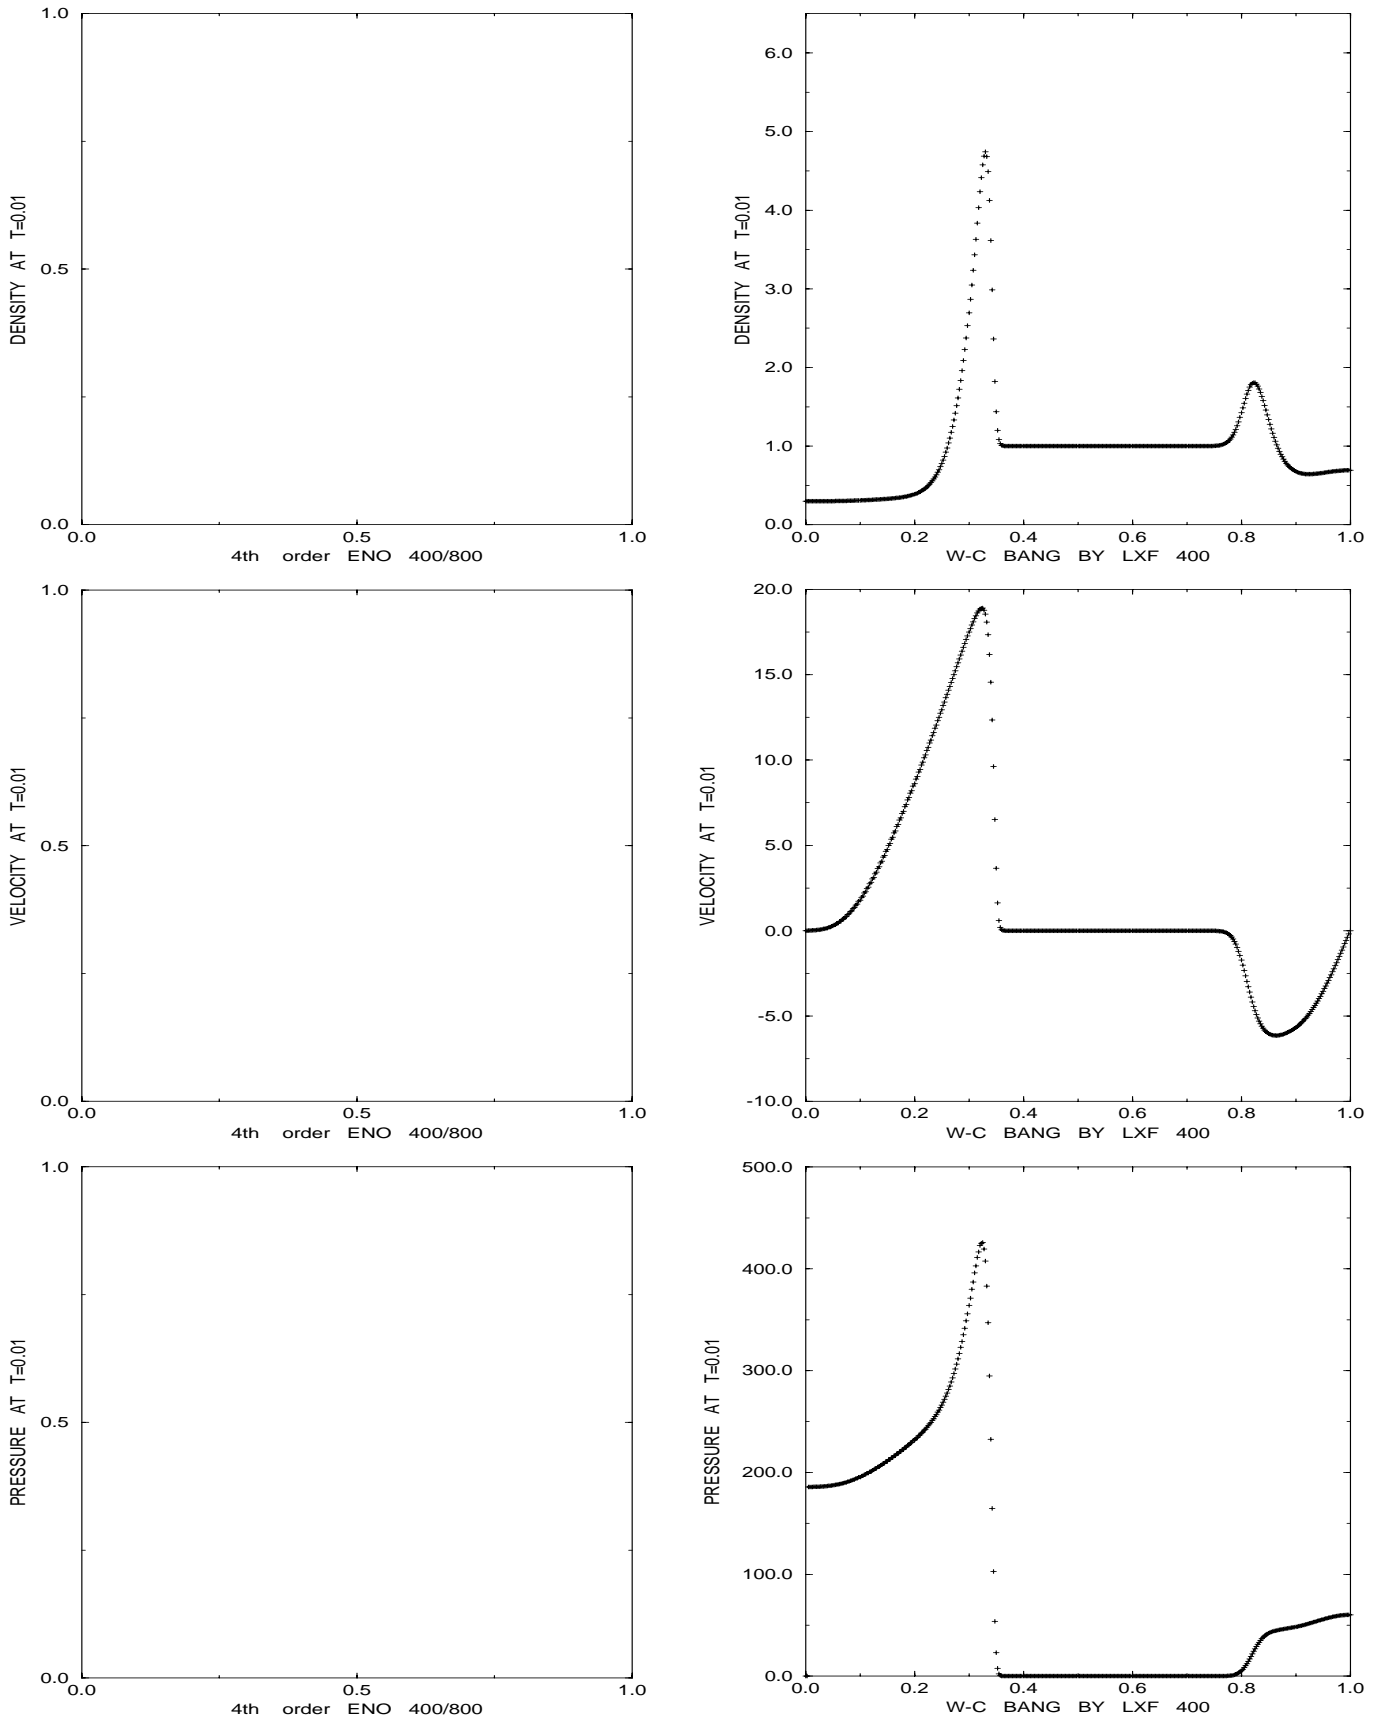 1.0
0.5
0.0
DENSITY AT T=0.01
0.0 0.5 1.0
4th order ENO 400/800
6.0
5.0
4.0
3.0
2.0
1.0
0.0
DENSITY AT T=0.01
0.0 0.2 0.4 0.6 0.8 1.0
W-C BANG BY LXF 400
1.0
0.5
0.0
VELOCITY AT T=0.01
0.0 0.5 1.0
4th order ENO 400/800
20.0
15.0
10.0
5.0
0.0
-5.0
-10.0
VELOCITY AT T=0.01
0.0 0.2 0.4 0.6 0.8 1.0
W-C BANG BY LXF 400
1.0
0.5
0.0
PRESSURE AT T=0.01
0.0 0.5 1.0
4th order ENO 400/800
500.0
400.0
300.0
200.0
100.0
0.0
PRESSURE AT T=0.01
0.0 0.2 0.4 0.6 0.8 1.0
W-C BANG BY LXF 400